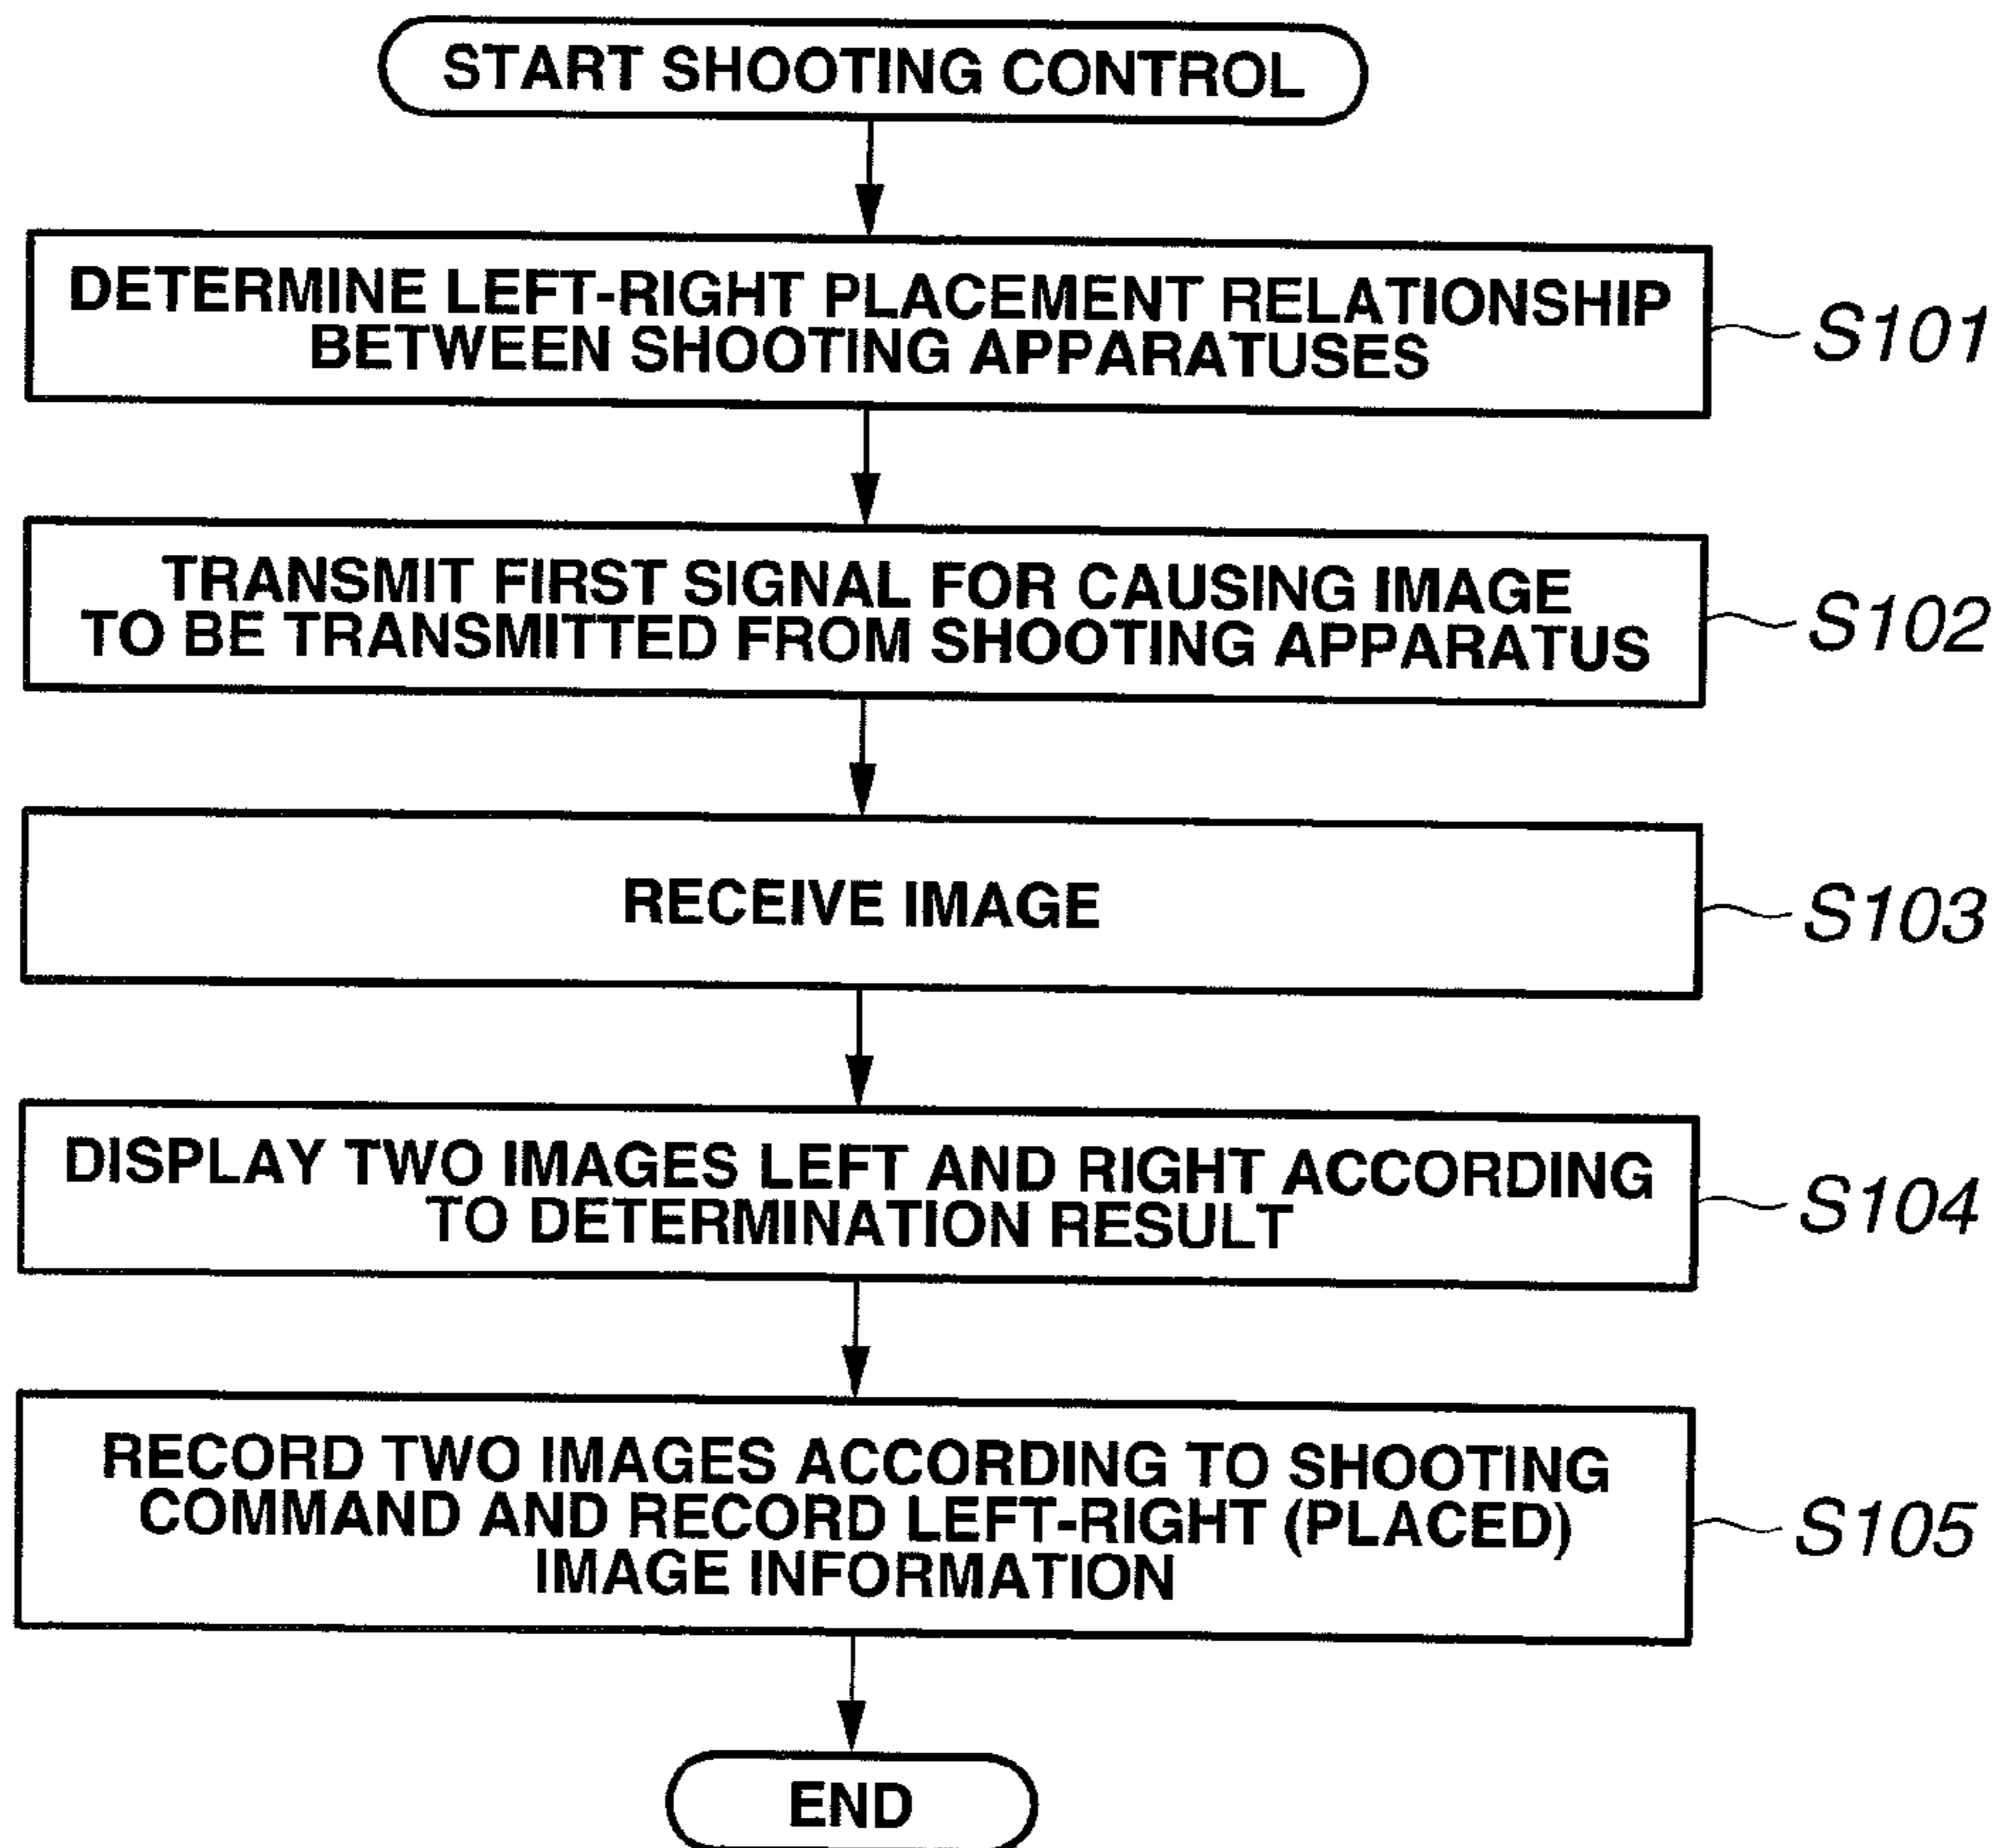 START SHOOTING CONTROL
DETERMINE LEFT-RIGHT PLACEMENT RELATIONSHIP
BETWEEN SHOOTING APPARATUSES
S101
TRANSMIT FIRST SIGNAL FOR CAUSING IMAGE
TO BE TRANSMITTED FROM SHOOTING APPARATUS
S102
RECEIVE IMAGE
S103
DISPLAY TWO IMAGES LEFT AND RIGHT ACCORDING
TO DETERMINATION RESULT
S104
RECORD TWO IMAGES ACCORDING TO SHOOTING
COMMAND AND RECORD LEFT-RIGHT (PLACED)
IMAGE INFORMATION
S105
END